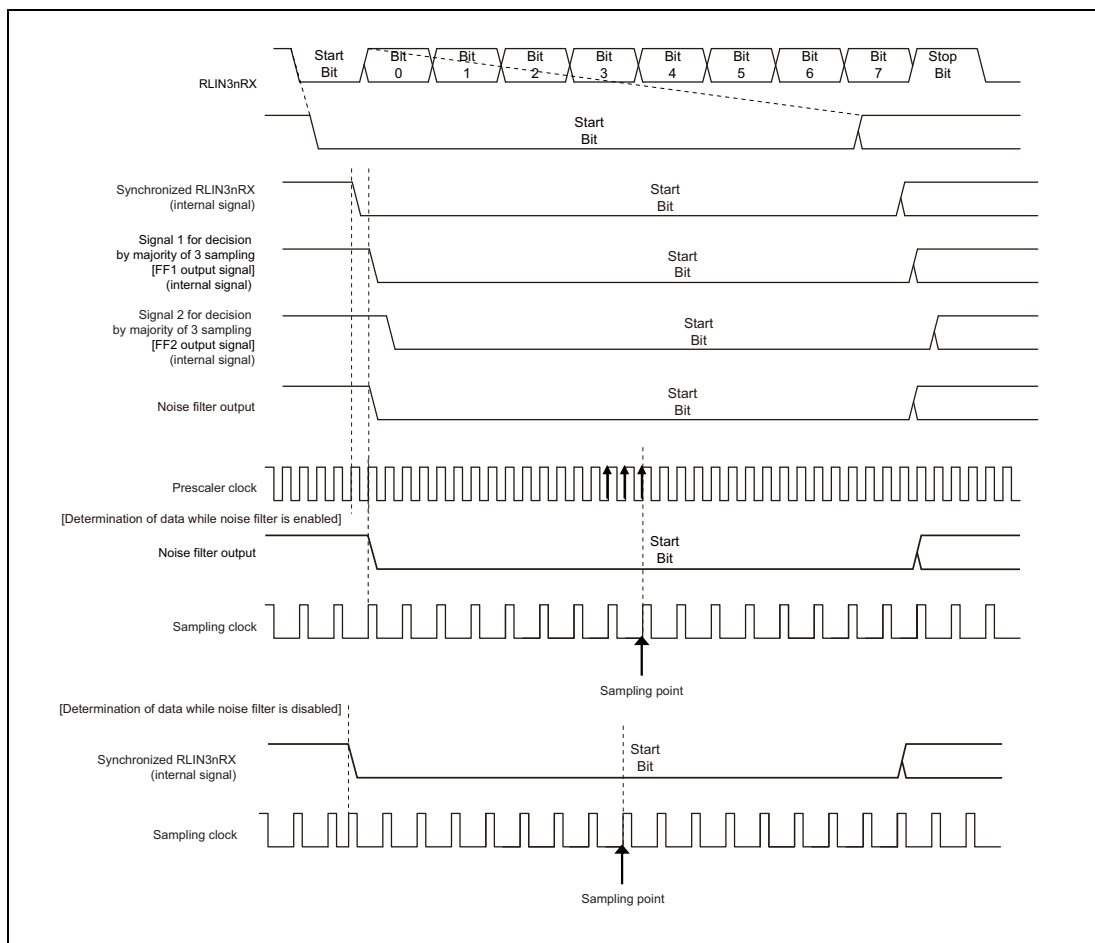 Start
Bit
Bit
0
Bit
1
Bit
2
Bit
3
Bit
4
Bit
5
Bit
6
Bit
7
Stop
Bit
RLIN3nRX
Start
Bit
Synchronized RLIN3nRX
(internal signal)
Start
Bit
Signal 1 for decision
by majority of 3 sampling
[FF1 output signal]
(internal signal)
Start
Bit
Signal 2 for decision
by majority of 3 sampling
[FF2 output signal]
(internal signal)
Start
Bit
Noise filter output
Start
Bit
Prescaler clock
[Determination of data while noise filter is enabled]
Noise filter output
Start
Bit
Sampling clock
Sampling point
[Determination of data while noise filter is disabled]
Synchronized RLIN3nRX
(internal signal)
Start
Bit
Sampling clock
Sampling point